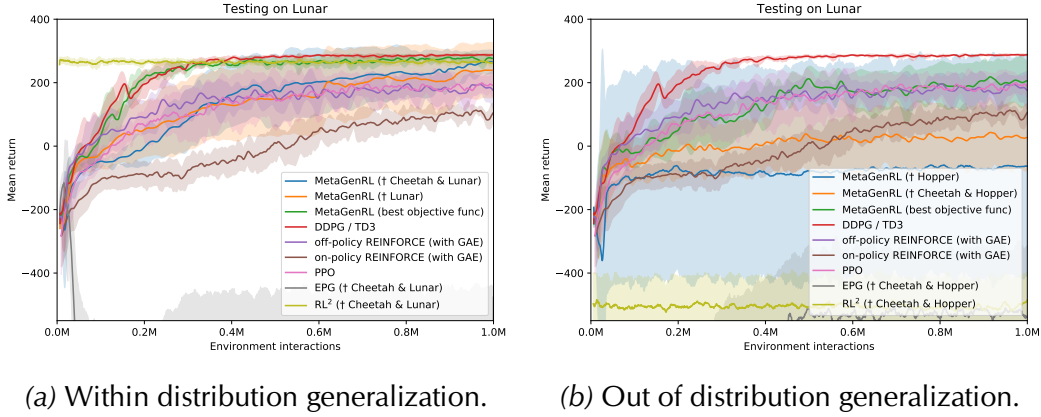 Testing on Lunar
400
200
0
−200
−400
Mean return
0.0M 0.2M 0.4M 0.6M 0.8M 1.0M
Environment interactions
MetaGenRL († Cheetah & Lunar)
MetaGenRL († Lunar)
MetaGenRL (best objective func)
DDPG / TD3
off-policy REINFORCE (with GAE)
on-policy REINFORCE (with GAE)
PPO
EPG († Cheetah & Lunar)
RL² († Cheetah & Lunar)
(a) Within distribution generalization.
Testing on Lunar
400
200
0
−200
−400
Mean return
0.0M 0.2M 0.4M 0.6M 0.8M 1.0M
Environment interactions
MetaGenRL († Hopper)
MetaGenRL († Cheetah & Hopper)
MetaGenRL (best objective func)
DDPG / TD3
off-policy REINFORCE (with GAE)
on-policy REINFORCE (with GAE)
PPO
EPG († Cheetah & Hopper)
RL² († Cheetah & Hopper)
(b) Out of distribution generalization.